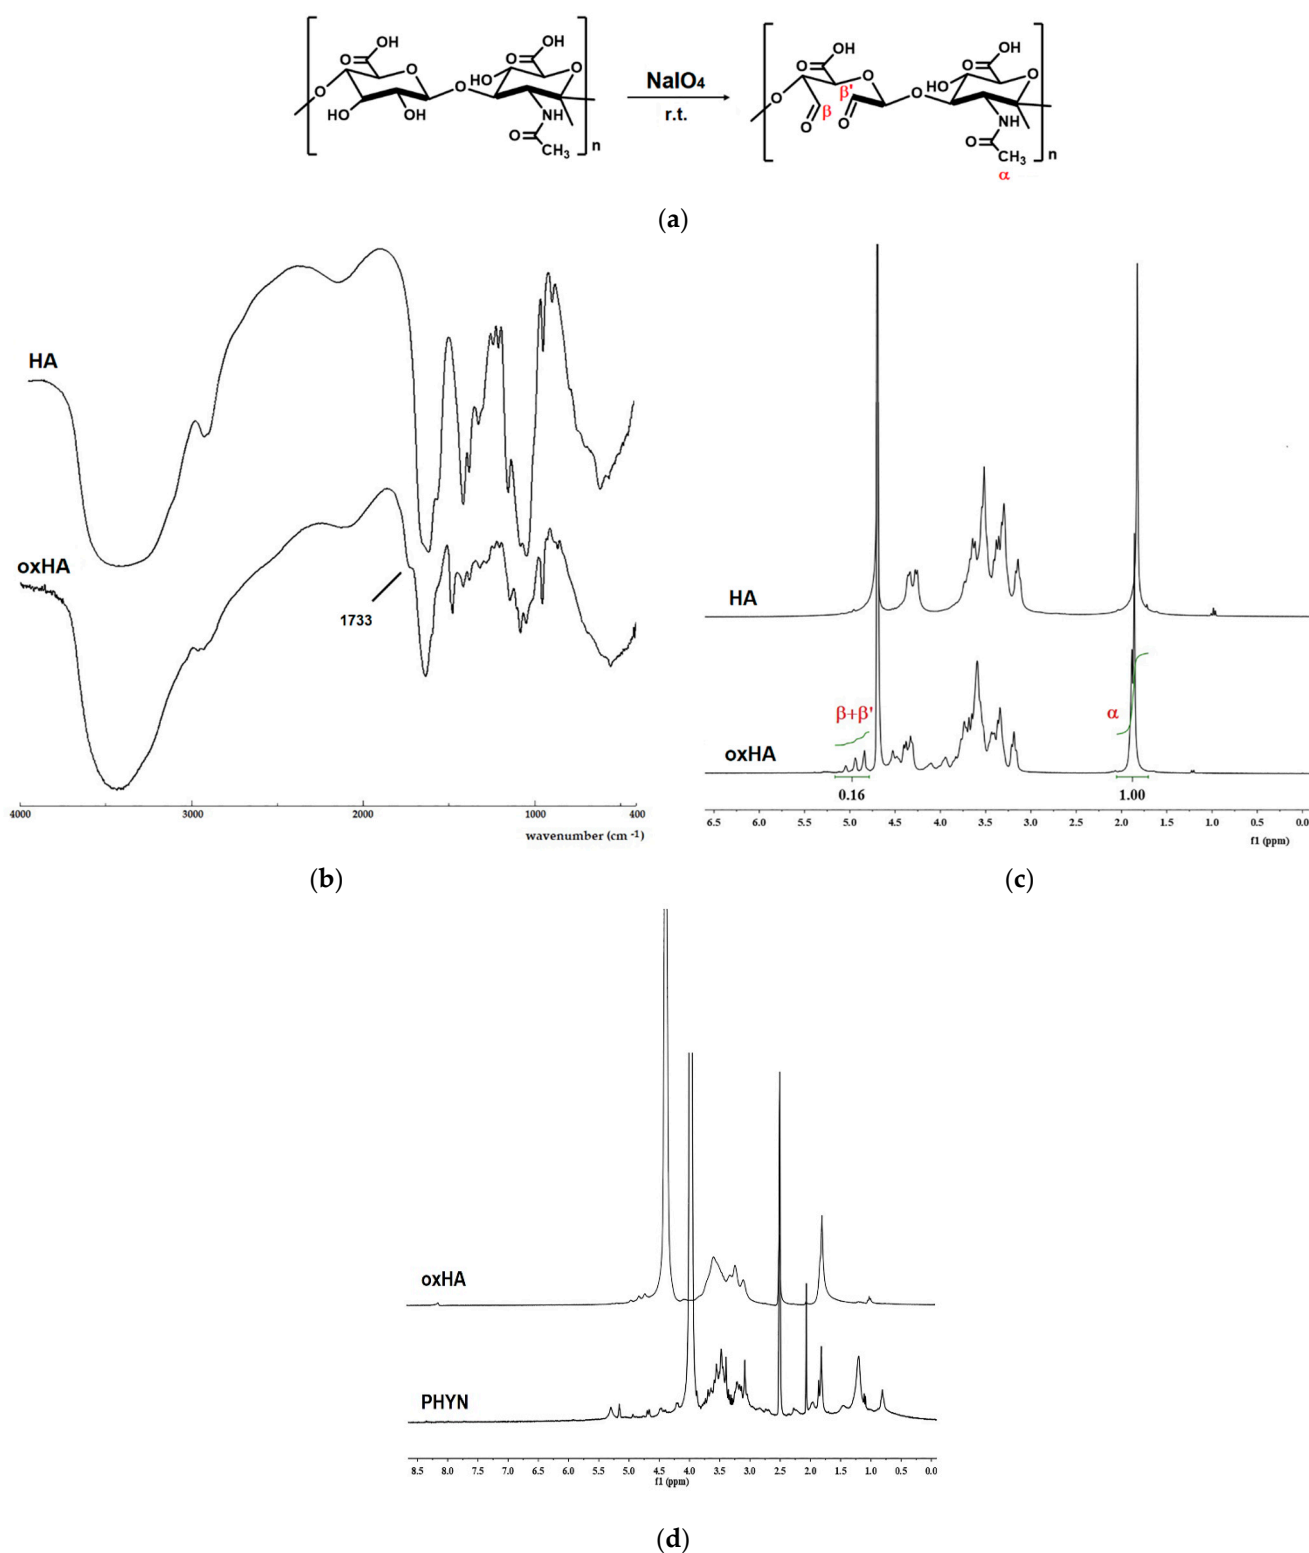 OH
O
O
O
OH
O
HO
O
O
HO
OH
NH
O
CH3
n
NaIO4
r.t.
OH
O
O
O
β'
OH
O
HO
O
O
β
O
O
NH
O
CH3
α
n
(a)
HA
oxHA
1733
4000 3000 2000 1000 400
wavenumber (cm -1)
(b)
HA
β+β'
α
oxHA
0.16 1.00
6.5 6.0 5.5 5.0 4.5 4.0 3.5 3.0 2.5 2.0 1.5 1.0 0.5 0.0
f1 (ppm)
(c)
oxHA
PHYN
8.5 8.0 7.5 7.0 6.5 6.0 5.5 5.0 4.5 4.0 3.5 3.0 2.5 2.0 1.5 1.0 0.5 0.0
f1 (ppm)
(d)